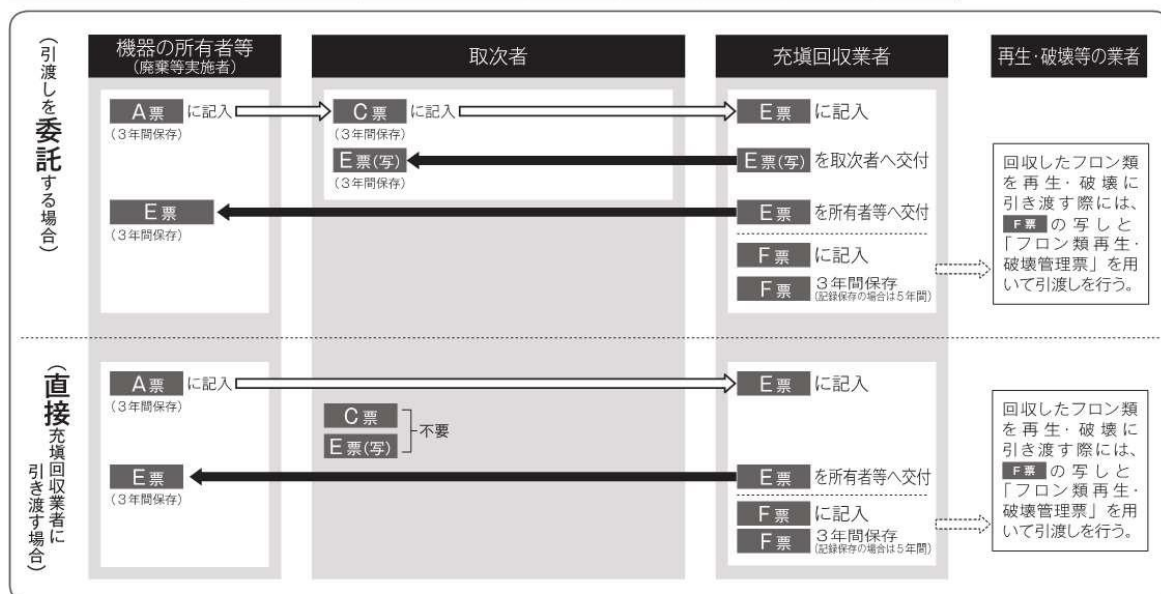 機器の所有者等
(廃棄等実施者)
取次者
充塡回収業者
再生・破壊等の業者
(引渡しを委託する場合)
A票 に記入
(3年間保存)
C票 に記入
(3年間保存)
E票 に記入
E票(写)
(3年間保存)
E票(写) を取次者へ交付
E票
(3年間保存)
E票 を所有者等へ交付
F票 に記入
F票 3年間保存
(記録保存の場合は5年間)
回収したフロン類
を再生・破壊に
引き渡す際には、
F票 の写しと
「フロン類再生・
破壊管理票」を用
いて引渡しを行う。
(直接充塡回収業者に
引き渡す場合)
A票 に記入
(3年間保存)
E票 に記入
C票
E票(写)
不要
E票
(3年間保存)
E票 を所有者等へ交付
F票 に記入
F票 3年間保存
(記録保存の場合は5年間)
回収したフロン類
を再生・破壊に
引き渡す際には、
F票 の写しと
「フロン類再生・
破壊管理票」を用
いて引渡しを行う。